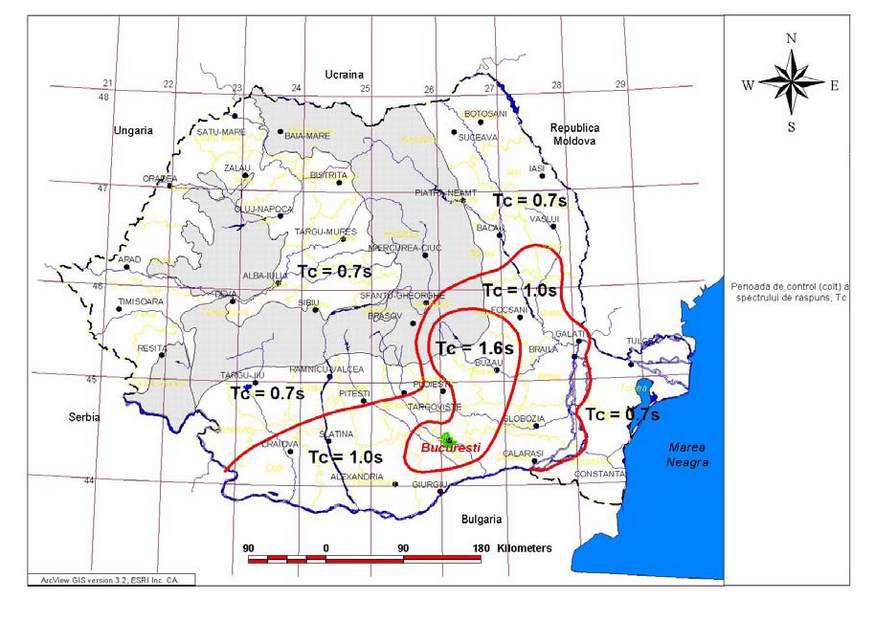 N
W E
S
Ucraina
21 22 23 24 25 26 27 28 29
48
Ungaria
Republica
Moldova
BOTOSANI
SUCEAVA
SATU-MARE
BAIA-MARE
IASI
ZALAU
BISTRITA
ORADEA
47
PIATRA-NEAMT
Tc = 0.7s
CLUJ-NAPOCA
VASLUI
BACAU
TARGU-MURES
MIERCUREA-CIUC
ARAD
ALBA-IULIA
Tc = 0.7s
46
Tc = 1.0s
Perioada de control (colt) a
spectrului de raspuns, Tc
DEVA
SFANTU-GHEORGHE
TIMISOARA
SIBIU
FOCSANI
BRASOV
GALATI
TULCEA
RESITA
Tc = 1.6s
BRAILA
BUZAU
RAMNICU-VALCEA
TARGU-JIU
45
PLOIESTI
Tc = 0.7s
PITESTI
TARGOVISTE
Tc = 0.7s
Serbia
SLOBOZIA
SLATINA
CRAIOVA
Bucuresti
Marea
Neagra
Tc = 1.0s
CALARASI
ALEXANDRIA
CONSTANTA
44
GIURGIU
Bulgaria
90 0 90 180 Kilometers
ArcView GIS version 3.2, ESRI Inc. CA